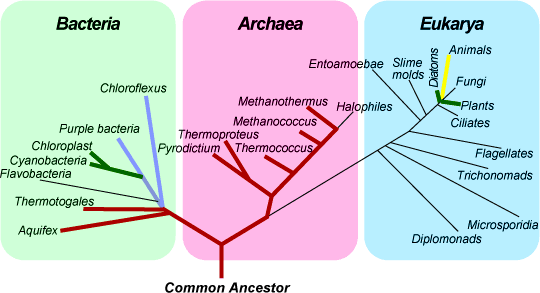 Bacteria
Archaea
Eukarya
Chloroflexus
Purple bacteria
Chloroplast
Cyanobacteria
Flavobacteria
Thermotogales
Aquifex
Methanothermus
Halophiles
Methanococcus
Thermoproteus
Thermococcus
Pyrodictium
Entoamoebae
Slime
molds
Diatoms
Animals
Fungi
Plants
Ciliates
Flagellates
Trichonomads
Microsporidia
Diplomonads
Common Ancestor